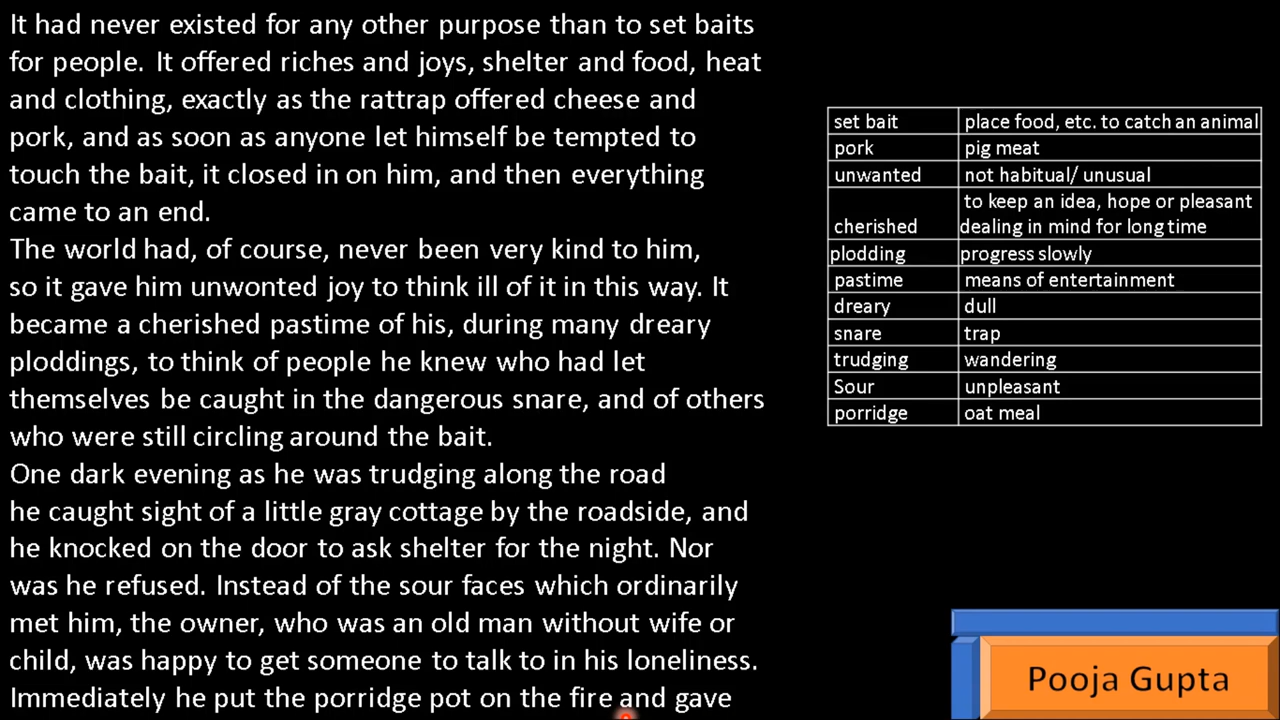 It had never existed for any other purpose than to set baits
for people. It offered riches and joys, shelter and food, heat
and clothing, exactly as the rattrap offered cheese and
pork, and as soon as anyone let himself be tempted to
touch the bait, it closed in on him, and then everything
came to an end.
The world had, of course, never been very kind to him,
so it gave him unwonted joy to think ill of it in this way. It
became a cherished pastime of his, during many dreary
ploddings, to think of people he knew who had let
themselves be caught in the dangerous snare, and of others
who were still circling around the bait.
One dark evening as he was trudging along the road
he caught sight of a little gray cottage by the roadside, and
he knocked on the door to ask shelter for the night. Nor
was he refused. Instead of the sour faces which ordinarily
met him, the owner, who was an old man without wife or
child, was happy to get someone to talk to in his loneliness.
Immediately he put the porridge pot on the fire and gave
set bait place food, etc. to catch an animal
pork pig meat
unwanted not habitual/ unusual
cherished to keep an idea, hope or pleasant
dealing in mind for long time
plodding progress slowly
pastime means of entertainment
dreary dull
snare trap
trudging wandering
Sour unpleasant
porridge oat meal
Pooja Gupta